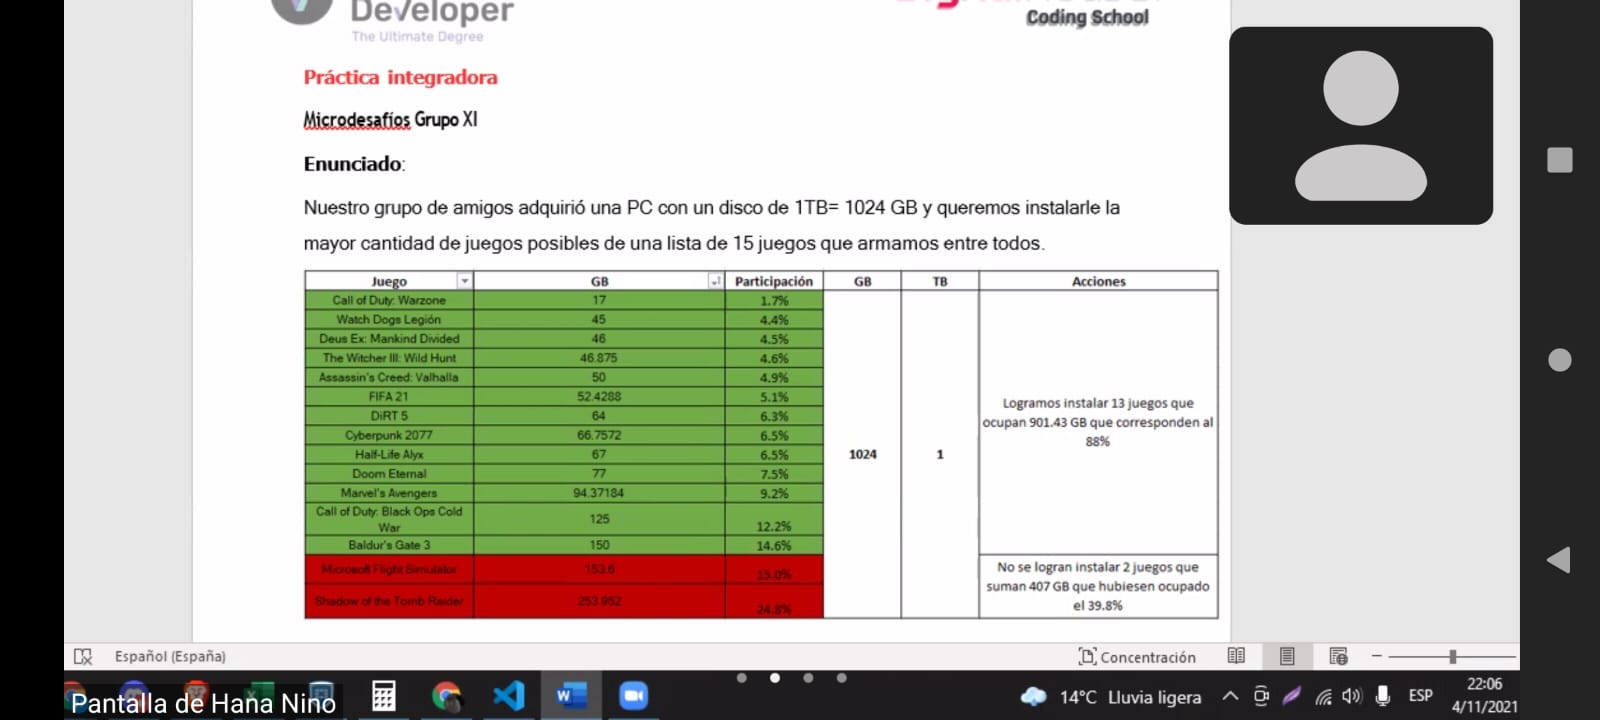 Developer
The Ultimate Degree
Coding School
Práctica integradora
Microdesafíos Grupo XI
Enunciado:
Nuestro grupo de amigos adquirió una PC con un disco de 1TB= 1024 GB y queremos instalarle la
mayor cantidad de juegos posibles de una lista de 15 juegos que armamos entre todos.
Juego GB Participación GB TB Acciones
Call of Duty: Warzone 17 1.7%
Watch Dogs Legión 45 4.4%
Deus Ex: Mankind Divided 46 4.5%
The Witcher III: Wild Hunt 46.875 4.6%
Assassin's Creed: Valhalla 50 4.9%
FIFA 21 52.4288 5.1%
DiRT 5 64 6.3%
Cyberpunk 2077 66.7572 6.5%
Half-Life Alyx 67 6.5%
Doom Eternal 77 7.5%
Marvel's Avengers 94.37184 9.2%
Call of Duty: Black Ops Cold
War 125 12.2%
Baldur's Gate 3 150 14.6%
Microsoft Flight Simulator 153.6 15.0%
Shadow of the Tomb Raider 253.952 24.8%
1024 1
Logramos instalar 13 juegos que
ocupan 901.43 GB que corresponden al
88%
No se logran instalar 2 juegos que
suman 407 GB que hubiesen ocupado
el 39.8%
Español (España)
Concentración
Pantalla de Hana Nino
14°C Lluvia ligera
ESP
22:06
4/11/2021